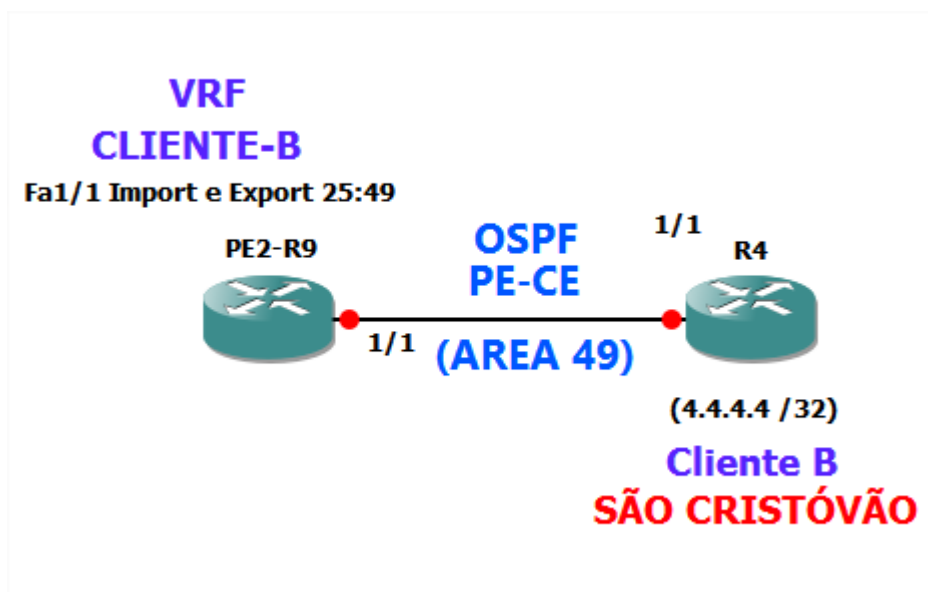 VRF
CLIENTE-B
Fa1/1 Import e Export 25:49
PE2-R9
OSPF
PE-CE
1/1
R4
1/1
(AREA 49)
(4.4.4.4 /32)
Cliente B
SÃO CRISTÓVÃO